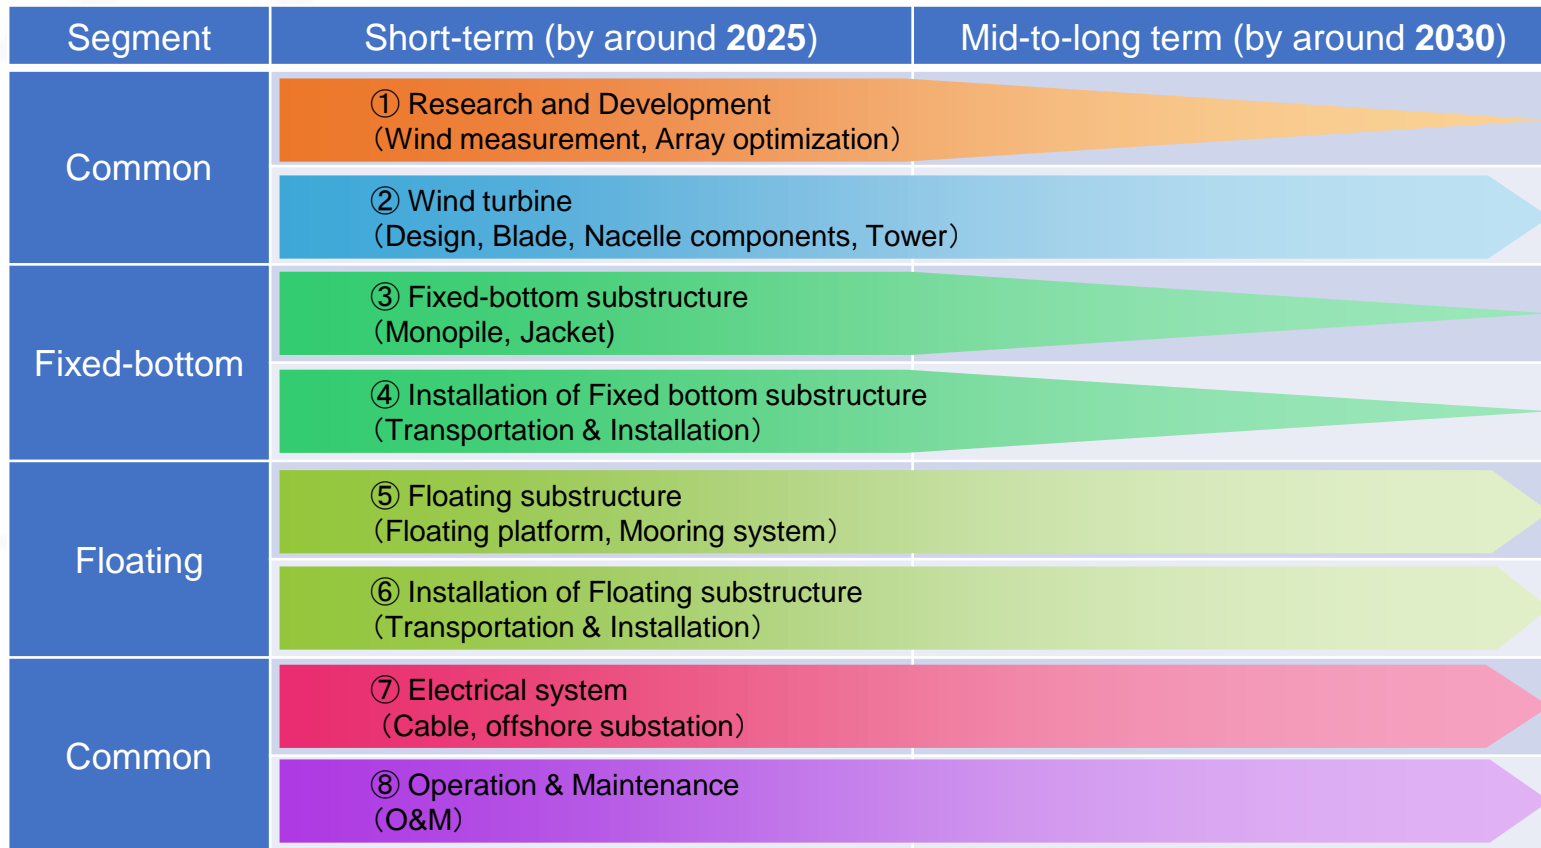 Segment
Short-term (by around 2025)
Mid-to-long term (by around 2030)
Common
① Research and Development
（Wind measurement, Array optimization）
② Wind turbine
（Design, Blade, Nacelle components, Tower）
Fixed-bottom
③ Fixed-bottom substructure
（Monopile, Jacket)
④ Installation of Fixed bottom substructure
（Transportation & Installation）
Floating
⑤ Floating substructure
（Floating platform, Mooring system）
⑥ Installation of Floating substructure
（Transportation & Installation）
Common
⑦ Electrical system
（Cable, offshore substation）
⑧ Operation & Maintenance
（O&M）